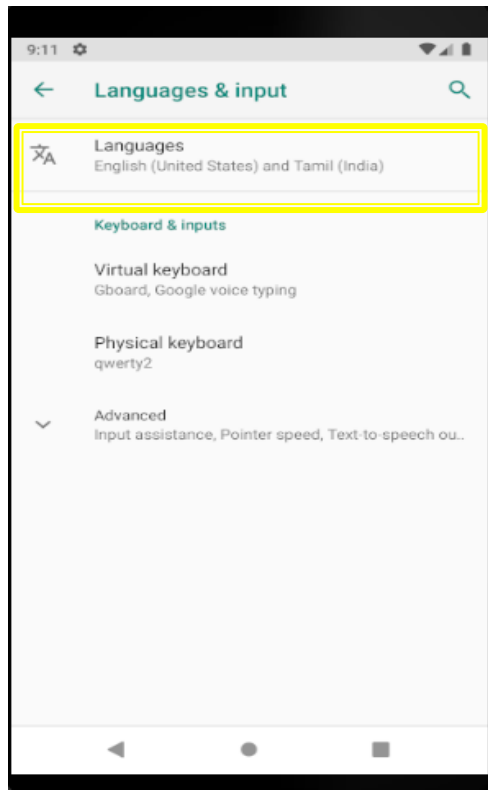 9:11
Languages & input
Languages
English (United States) and Tamil (India)
Keyboard & inputs
Virtual keyboard
Gboard, Google voice typing
Physical keyboard
qwerty2
Advanced
Input assistance, Pointer speed, Text-to-speech ou..